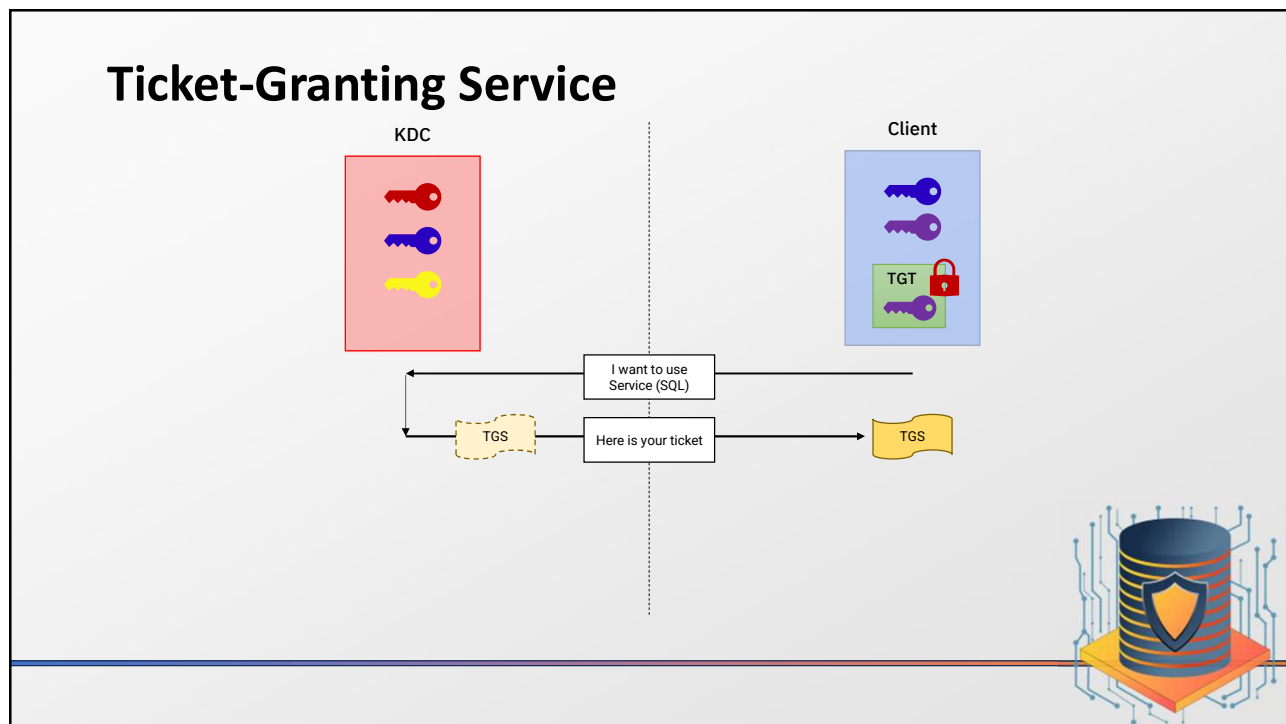 Ticket-Granting Service
KDC
Client
TGT
I want to use
Service (SQL)
TGS
Here is your ticket
TGS